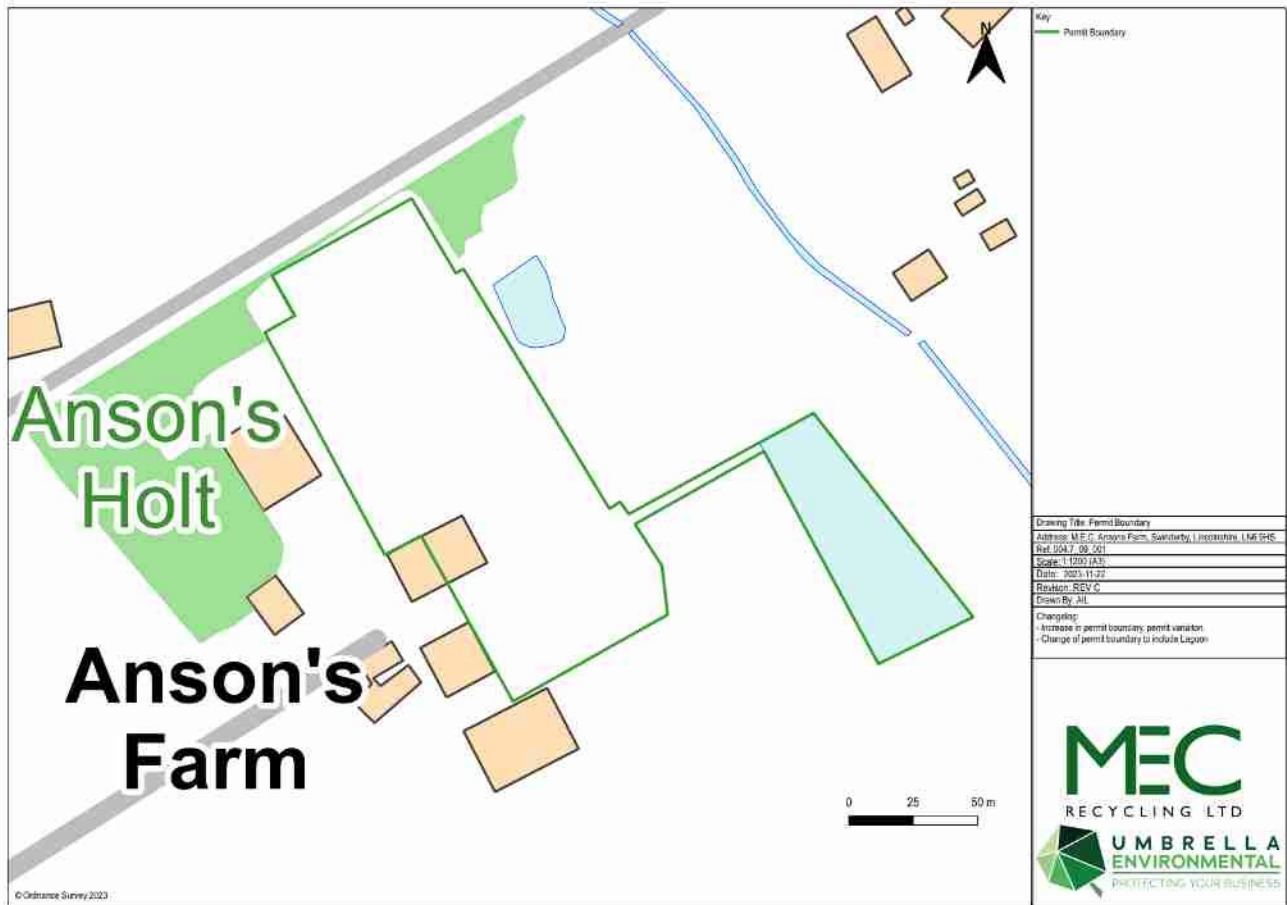 Key
Permit Boundary
N
Anson's
Holt
Anson's
Farm
0 25 50 m
© Ordnance Survey 2023
Drawing Title: Permit Boundary
Address: M.E.C, Ansons Farm, Swinderby, Lincolnshire, LN6 9HS
Scale: 1:1200 (A3)
Date: 2023-11-22
Revision: REV C
Drawn By: AIL
Changelog:
- Increase in permit boundary, permit variation
- Change of permit boundary to include Lagoon
MEC
RECYCLING LTD
UMBRELLA
ENVIRONMENTAL
PROTECTING YOUR BUSINESS